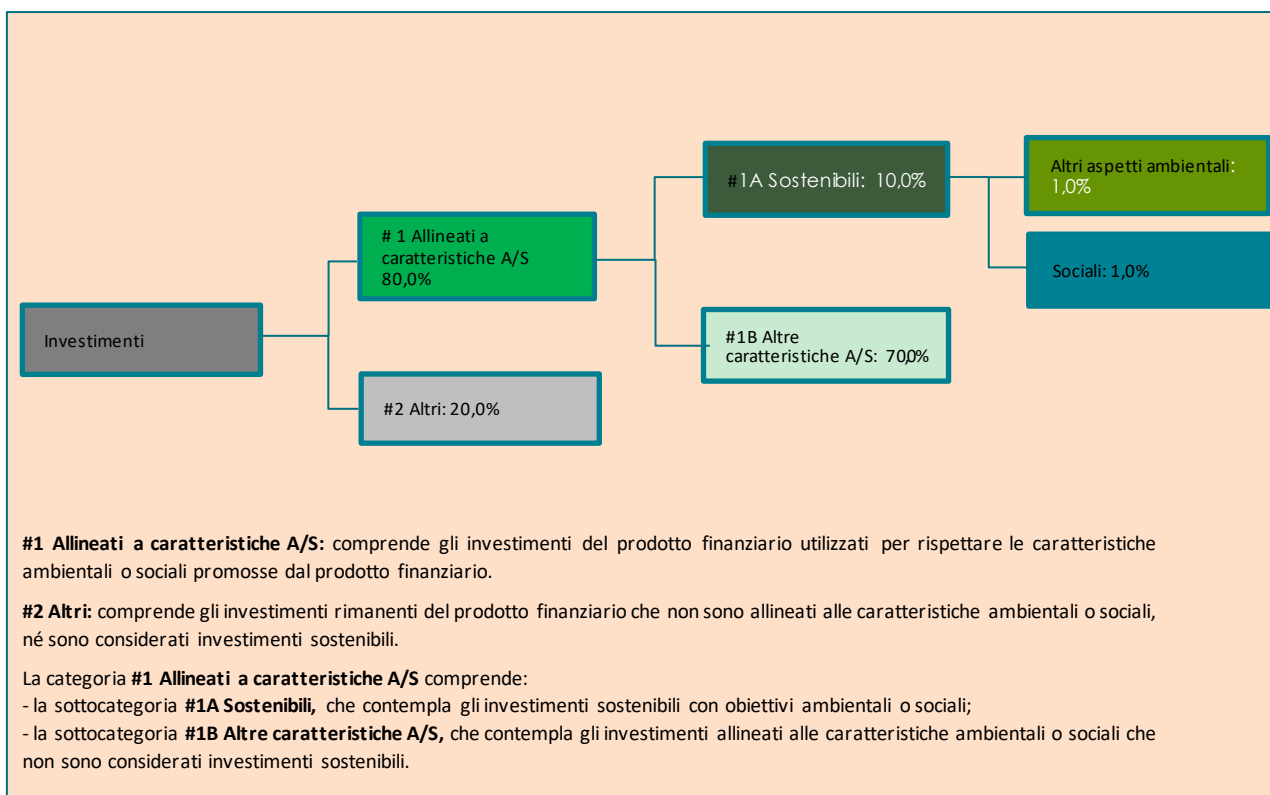 #1A Sostenibili: 10,0%
Altri aspetti ambientali:
1,0%
# 1 Allineati a
caratteristiche A/S
80,0%
Sociali: 1,0%
Investimenti
#1B Altre
caratteristiche A/S: 70,0%
#2 Altri: 20,0%
#1 Allineati a caratteristiche A/S: comprende gli investimenti del prodotto finanziario utilizzati per rispettare le caratteristiche
ambientali o sociali promosse dal prodotto finanziario.
#2 Altri: comprende gli investimenti rimanenti del prodotto finanziario che non sono allineati alle caratteristiche ambientali o sociali,
né sono considerati investimenti sostenibili.
La categoria #1 Allineati a caratteristiche A/S comprende:
- la sottocategoria #1A Sostenibili, che contempla gli investimenti sostenibili con obiettivi ambientali o sociali;
- la sottocategoria #1B Altre caratteristiche A/S, che contempla gli investimenti allineati alle caratteristiche ambientali o sociali che
non sono considerati investimenti sostenibili.